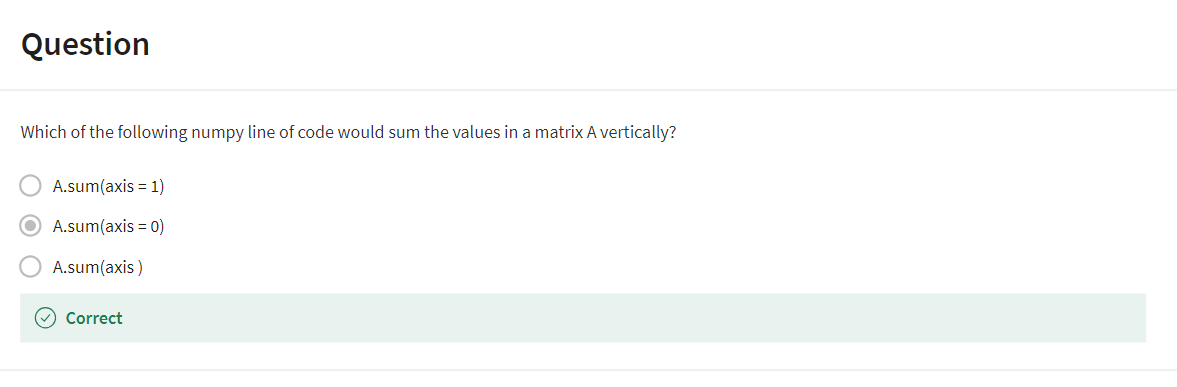 Question
Which of the following numpy line of code would sum the values in a matrix A vertically?
A.sum(axis = 1)
A.sum(axis = 0)
A.sum(axis )
Correct